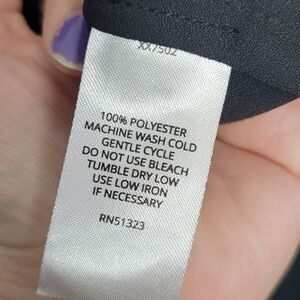 XX7502
100% POLYESTER
MACHINE WASH COLD
GENTLE CYCLE
DO NOT USE BLEACH
TUMBLE DRY LOW
USE LOW IRON
IF NECESSARY
RN51323